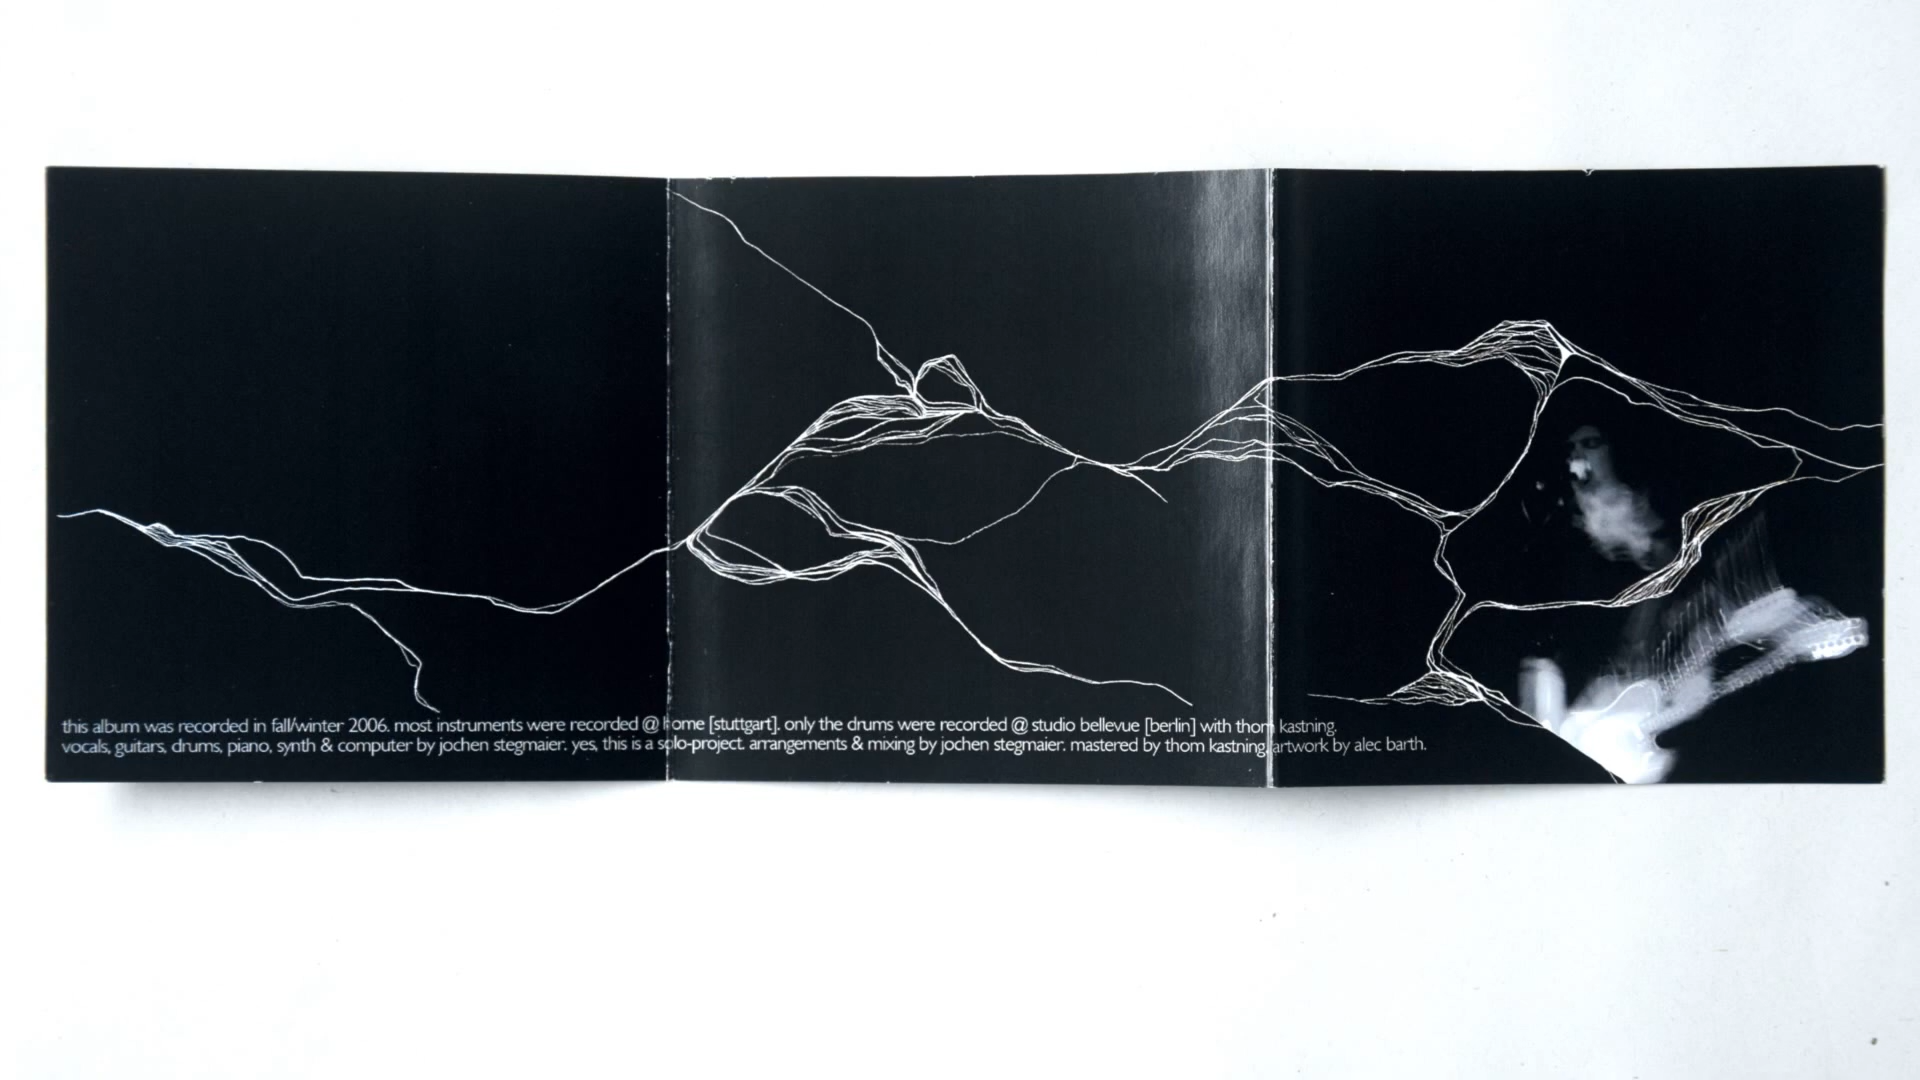 this album was recorded in fall/winter 2006. most instruments were recorded @ home [stuttgart]. only the drums were recorded @ studio bellevue [berlin] with thom kastning.
vocals, guitars, drums, piano, synth & computer by jochen stegmaier. yes, this is a solo-project. arrangements & mixing by jochen stegmaier. mastered by thom kastning. artwork by alec barth.